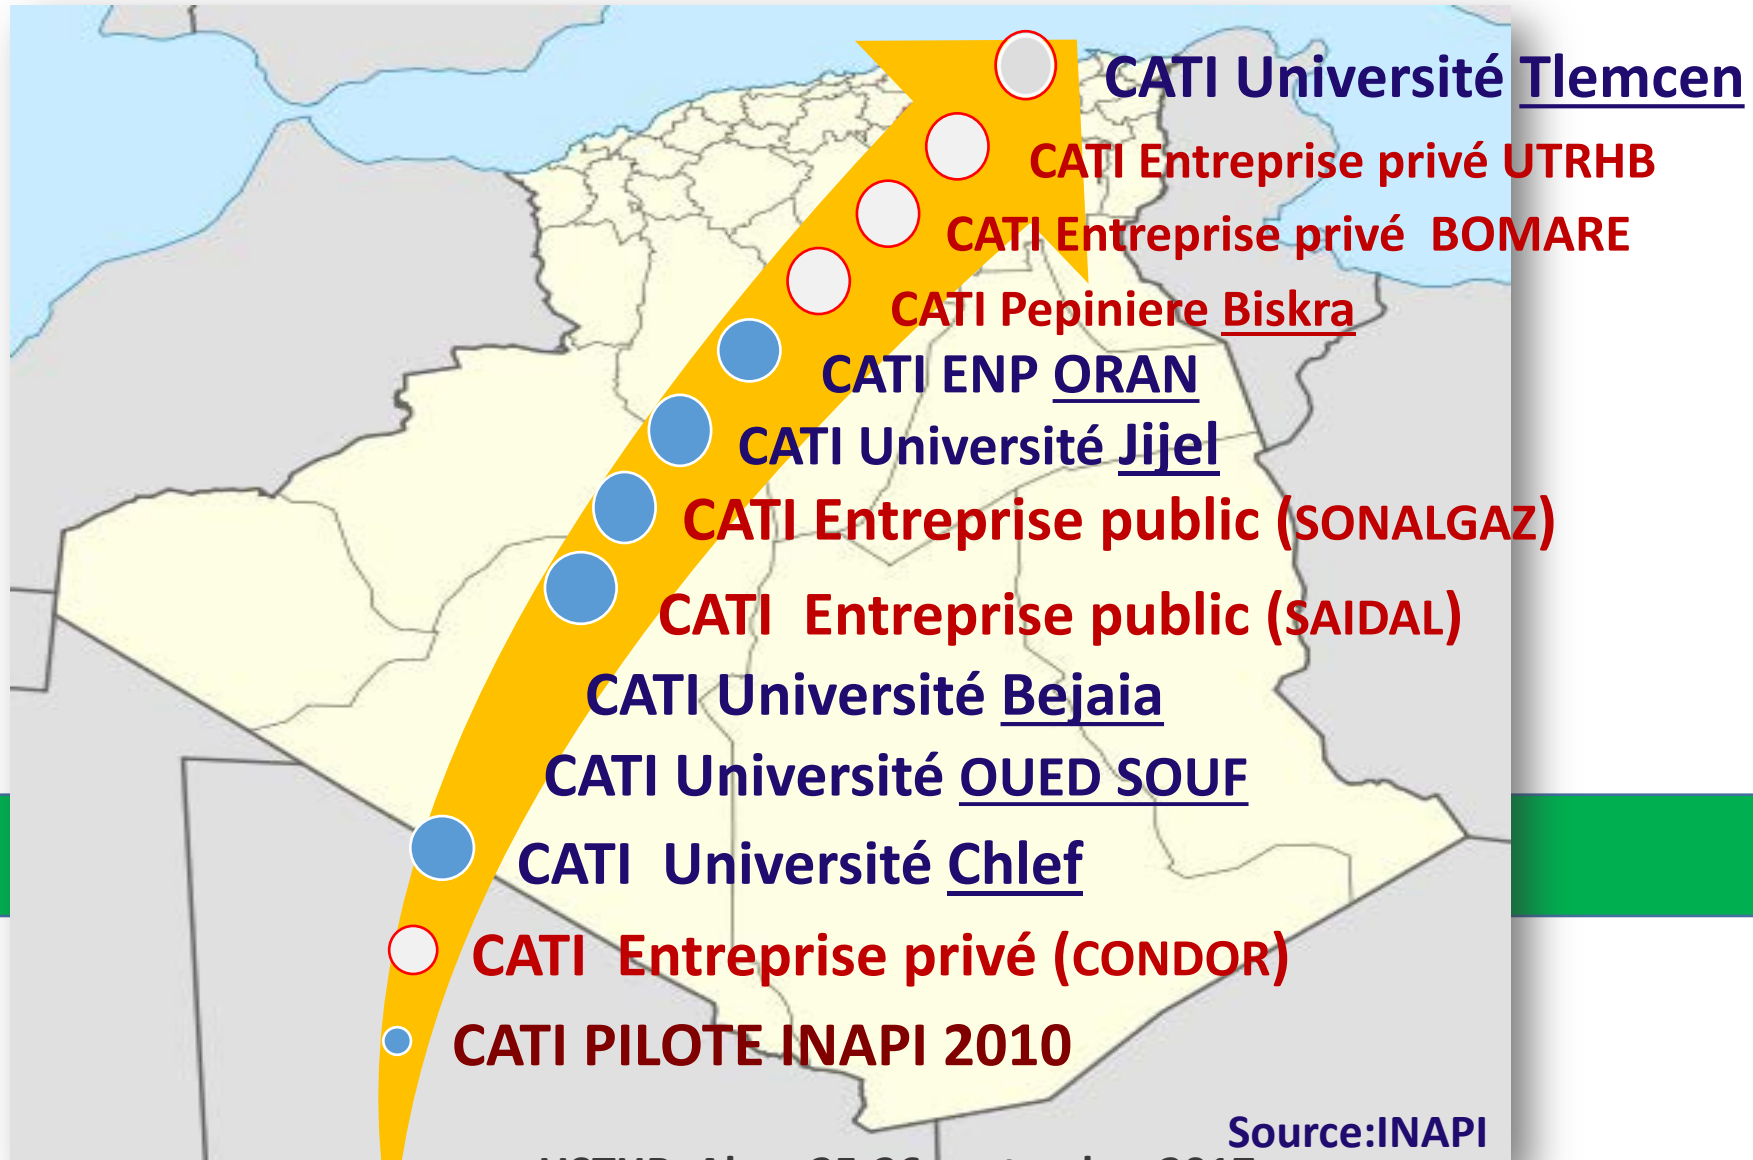 CATI Université Tlemcen
CATI Entreprise privé UTRHB
CATI Entreprise privé  BOMARE
CATI Pepiniere Biskra
CATI ENP ORAN
CATI Université Jijel
CATI Entreprise public (SONALGAZ)
CATI  Entreprise public (SAIDAL)
CATI Université Bejaia
CATI Université OUED SOUF
CATI  Université Chlef
CATI  Entreprise privé (CONDOR)
CATI PILOTE INAPI 2010
Source:INAPI